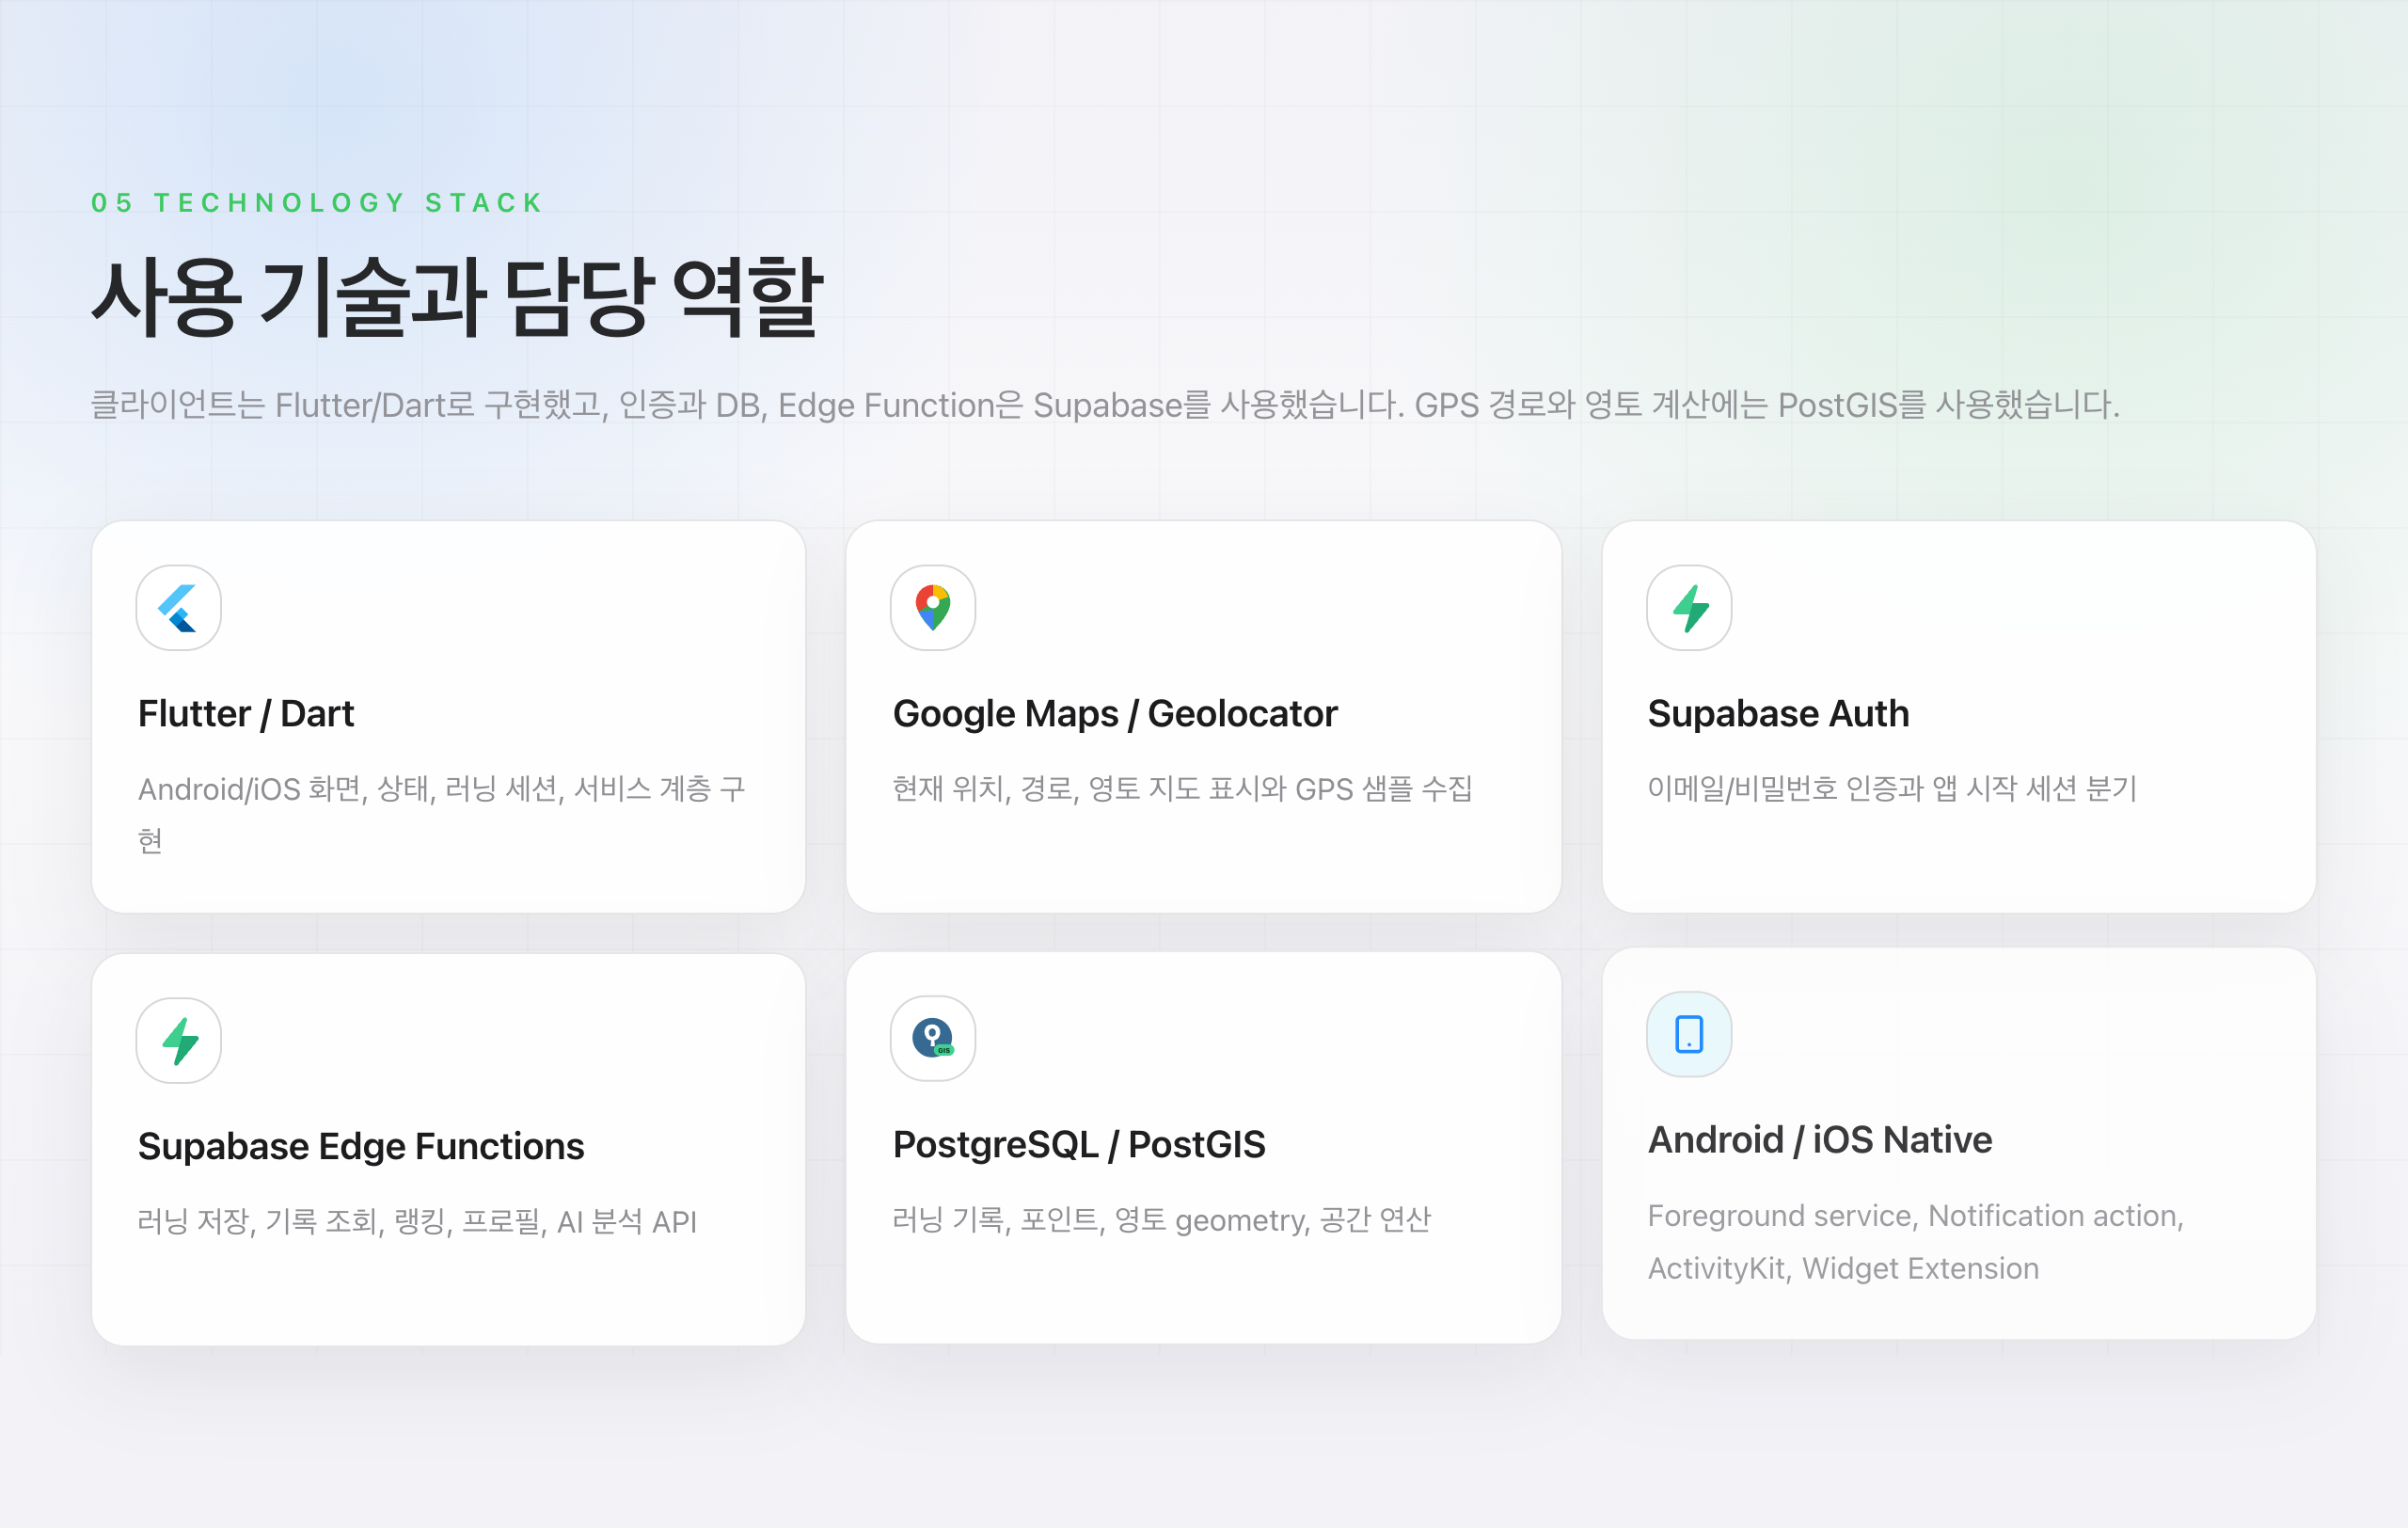 05 TECHNOLOGY STACK
사용 기술과 담당 역할
클라이언트는 Flutter/Dart로 구현했고, 인증과 DB, Edge Function은 Supabase를 사용했습니다. GPS 경로와 영토 계산에는 PostGIS를 사용했습니다.
Flutter / Dart
Android/iOS 화면, 상태, 러닝 세션, 서비스 계층 구
현
Google Maps / Geolocator
현재 위치, 경로, 영토 지도 표시와 GPS 샘플 수집
Supabase Auth
이메일/비밀번호 인증과 앱 시작 세션 분기
Supabase Edge Functions
러닝 저장, 기록 조회, 랭킹, 프로필, AI 분석 API
GIS
PostgreSQL / PostGIS
러닝 기록, 포인트, 영토 geometry, 공간 연산
Android / iOS Native
Foreground service, Notification action,
ActivityKit, Widget Extension